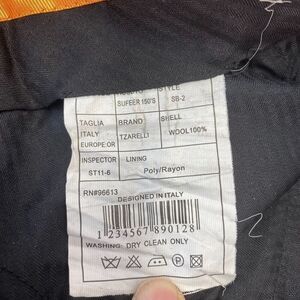 STYLE
SUFEER 150'S SB-2
TAGLIA BRAND SHELL
ITALY TZARELLI WOOL100%
EUROPE:OR
INSPECTOR LINING
ST11-6 Poly/Rayon
RN#96613
DESIGNED IN ITALY
1 234567 890128
WASHING: DRY CLEAN ONLY